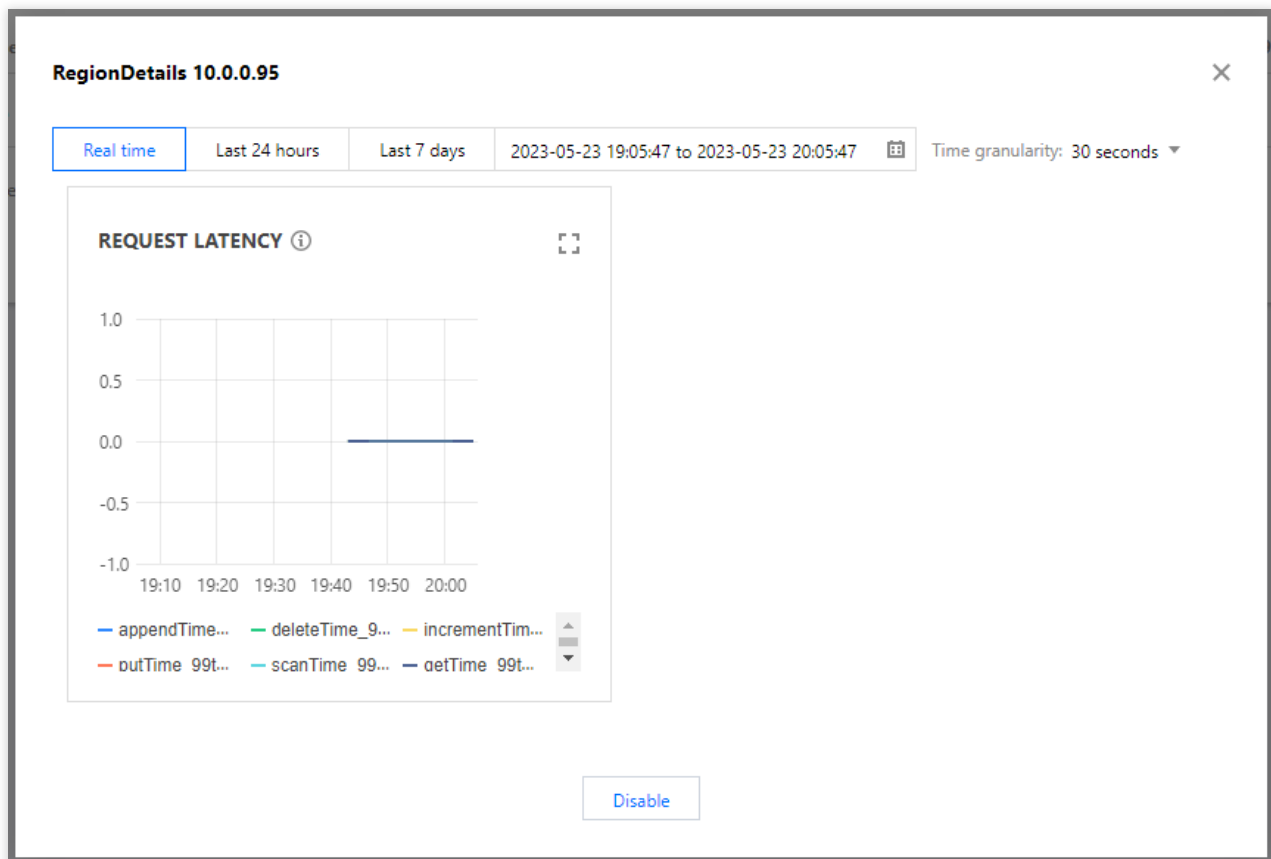 RegionDetails 10.0.0.95
Real time Last 24 hours Last 7 days 2023-05-23 19:05:47 to 2023-05-23 20:05:47 Time granularity: 30 seconds
REQUEST LATENCY
1.0
0.5
0.0
-0.5
-1.0
19:10 19:20 19:30 19:40 19:50 20:00
appendTime... deleteTime_9... incrementTim...
putTime_99t... scanTime_99... getTime_99t...
Disable